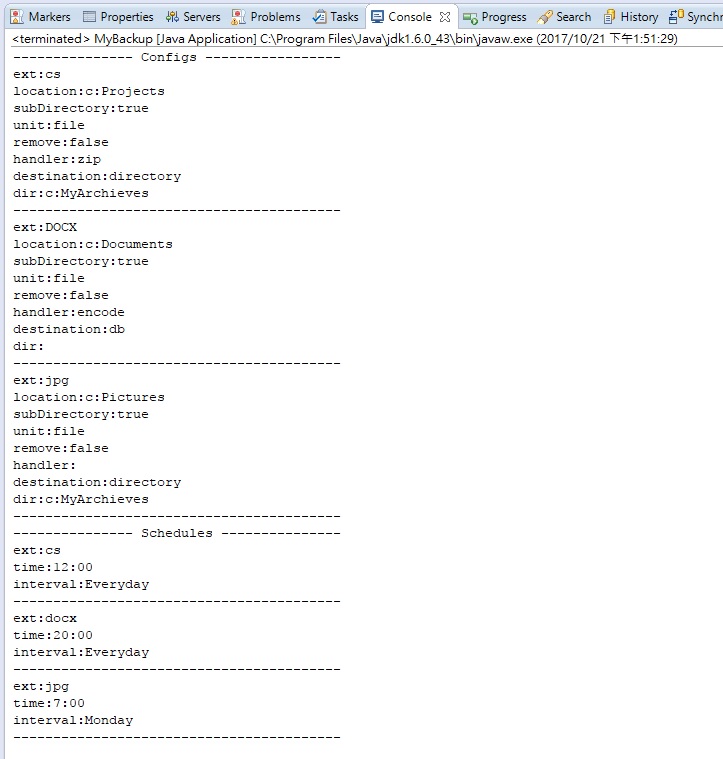 Markers Properties Servers Problems Tasks Console Progress Search History Synchr
<terminated> MyBackup [Java Application] C:\Program Files\Java\jdk1.6.0_43\bin\javaw.exe (2017/10/21 下午1:51:29)
--------------- Configs -----------------
ext:cs
location:c:Projects
subDirectory:true
unit:file
remove:false
handler:zip
destination:directory
dir:c:MyArchieves
-----------------------------------------
ext:DOCX
location:c:Documents
subDirectory:true
unit:file
remove:false
handler:encode
destination:db
dir:
-----------------------------------------
ext:jpg
location:c:Pictures
subDirectory:true
unit:file
remove:false
handler:
destination:directory
dir:c:MyArchieves
-----------------------------------------
--------------- Schedules ---------------
ext:cs
time:12:00
interval:Everyday
-----------------------------------------
ext:docx
time:20:00
interval:Everyday
-----------------------------------------
ext:jpg
time:7:00
interval:Monday
-----------------------------------------